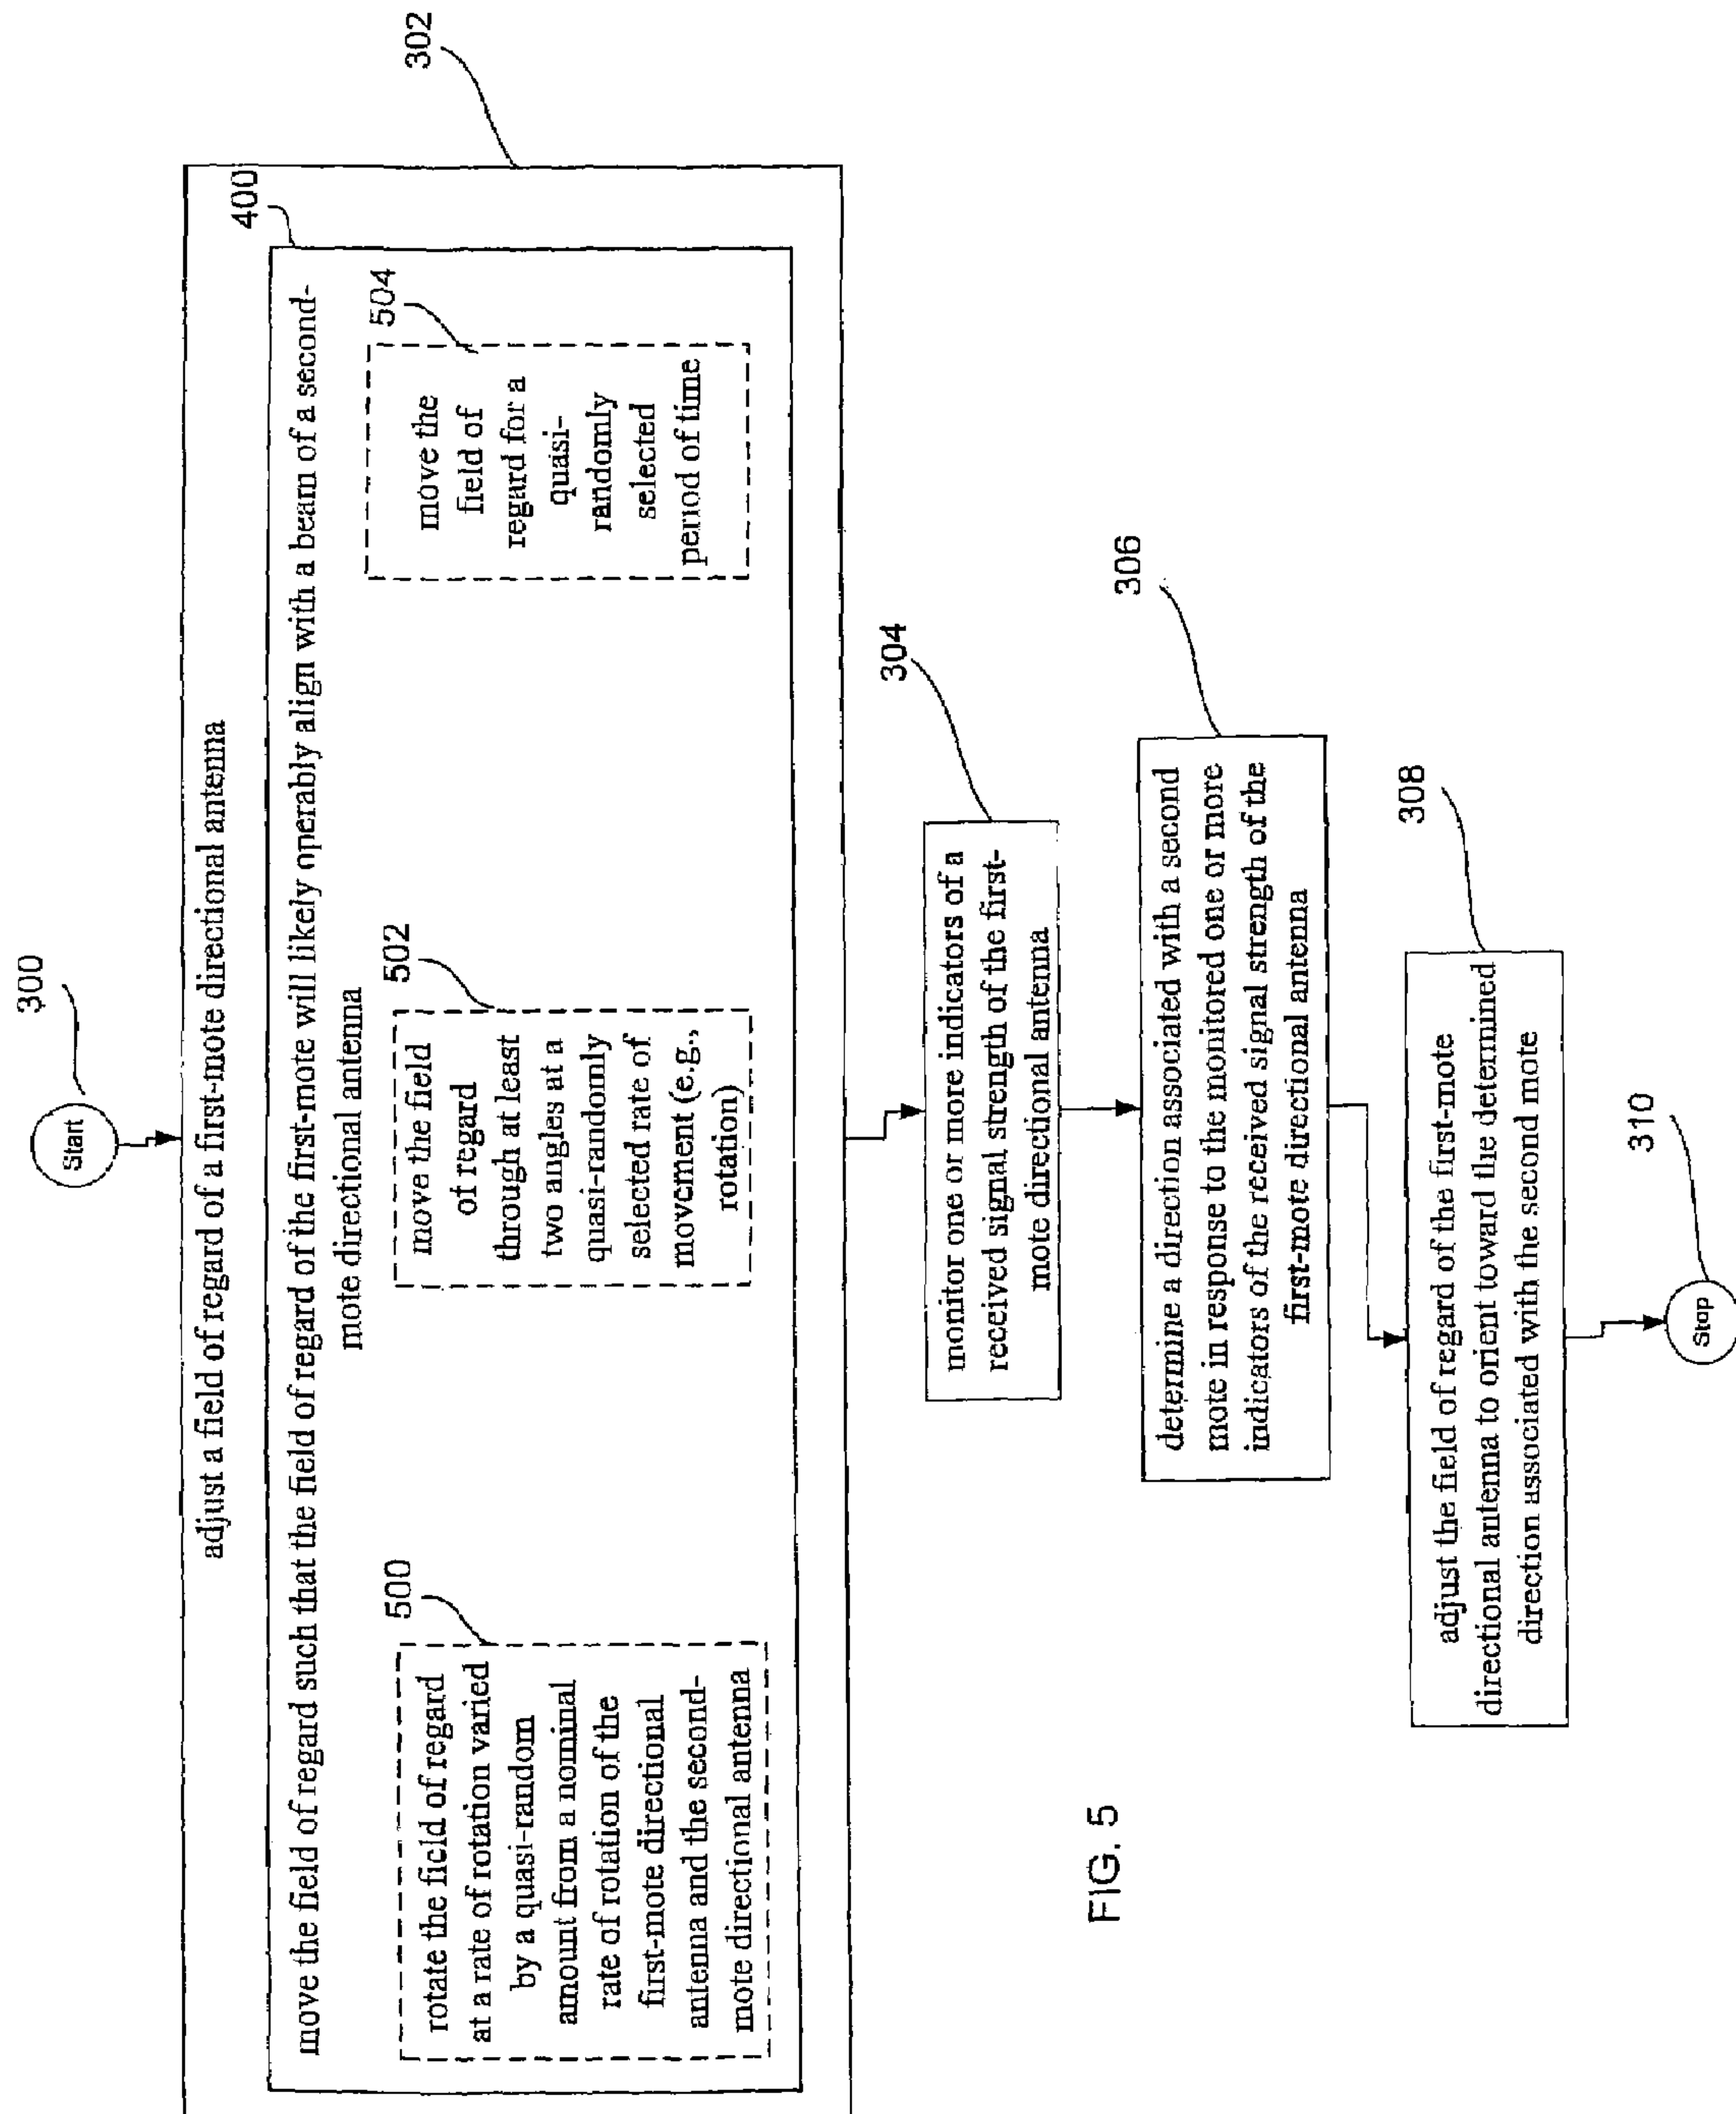 300
Start
302
adjust a field of regard of a first-mote directional antenna
400
move the field of regard such that the field of regard of the first-mote will likely operably align with a beam of a second-
mote directional antenna
500
rotate the field of regard
at a rate of rotation varied
by a quasi-random
amount from a nominal
rate of rotation of the
first-mote directional
antenna and the second-
mote directional antenna
502
move the field
of regard
through at least
two angles at a
quasi-randomly
selected rate of
movement (e.g.,
rotation)
504
move the
field of
regard for a
quasi-
randomly
selected
period of time
304
monitor one or more indicators of a
received signal strength of the first-
mote directional antenna
306
determine a direction associated with a second
mote in response to the monitored one or more
indicators of the received signal strength of the
first-mote directional antenna
308
adjust the field of regard of the first-mote
directional antenna to orient toward the determined
direction associated with the second mote
310
Stop
FIG. 5